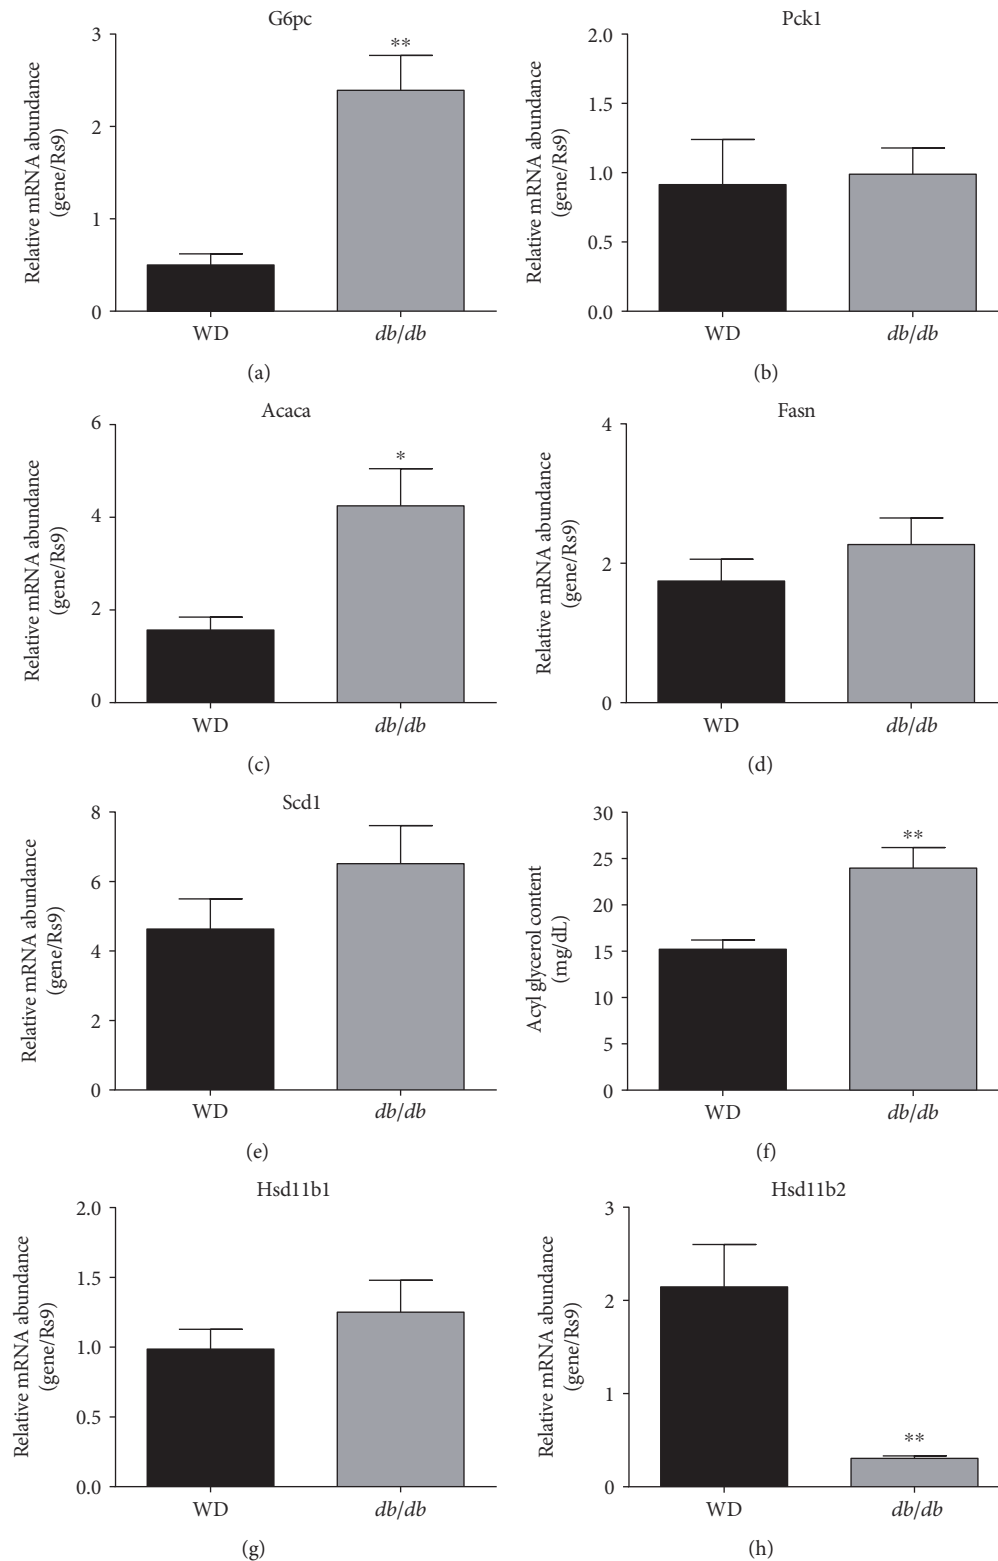 G6pc
Relative mRNA abundance
(gene/Rs9)
3
2
1
0
**
WD
db/db
(a)
Pck1
Relative mRNA abundance
(gene/Rs9)
2.0
1.5
1.0
0.5
0.0
WD
db/db
(b)
Acaca
Relative mRNA abundance
(gene/Rs9)
6
4
2
0
*
WD
db/db
(c)
Fasn
Relative mRNA abundance
(gene/Rs9)
4
2
0
WD
db/db
(d)
Scd1
Relative mRNA abundance
(gene/Rs9)
8
6
4
2
0
WD
db/db
(e)
Acyl glycerol content
(mg/dL)
30
25
20
15
10
5
0
**
WD
db/db
(f)
Hsd11b1
Relative mRNA abundance
(gene/Rs9)
2.0
1.5
1.0
0.5
0.0
WD
db/db
(g)
Hsd11b2
Relative mRNA abundance
(gene/Rs9)
3
2
1
0
**
WD
db/db
(h)